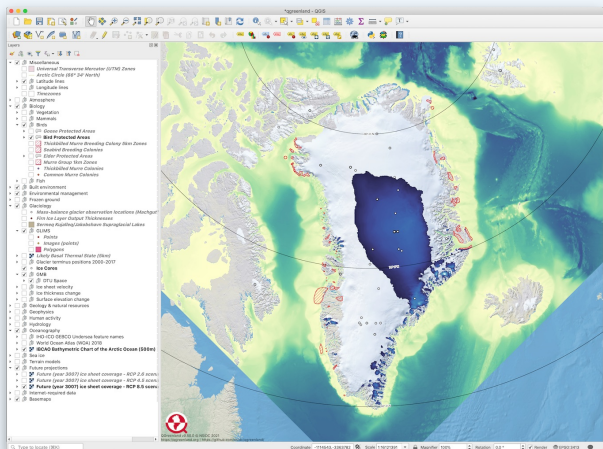 *qgreenland — QGIS
Layers
Miscellaneous
Universal Transverse Mercator (UTM) Zones
Arctic Circle (66° 34' North)
Latitude lines
Longitude lines
Timezones
Atmosphere
Biology
Vegetation
Mammals
Birds
Goose Protected Areas
Bird Protected Areas
Thickbilled Murre Breeding Colony 5km Zones
Seabird Breeding Colonies
Eider Protected Areas
Murre Group 1km Zones
Thickbilled Murre Colonies
Common Murre Colonies
Fish
Built environment
Environmental management
Frozen ground
Glaciology
Mass-balance glacier observation locations (Machgut
Firn Ice Layer Output Thicknesses
Sermeq Kujalleq/Jakobshavn Supraglacial Lakes
GLIMS
Points
Images (points)
Polygons
Likely Basal Thermal State (5km)
Glacier terminus positions 2000-2017
Ice Cores
SMB
DTU Space
Ice sheet velocity
Ice thickness change
Surface elevation change
Geology & natural resources
Geophysics
Human activity
Hydrology
Oceanography
IHO-IOC GEBCO Undersea feature names
World Ocean Atlas (WOA) 2018
IBCAO Bathymetric Chart of the Arctic Ocean (500m)
Sea ice
Terrain models
Future projections
Future (year 3007) ice sheet coverage - RCP 2.6 scen
Future (year 3007) ice sheet coverage - RCP 4.5 scen
Future (year 3007) ice sheet coverage - RCP 8.5 scen
Internet-required data
Basemaps
Type to locate (⌘K)
Coordinate
Scale
Magnifier 100%
Rotation 0.0 °
Render
EPSG:3413